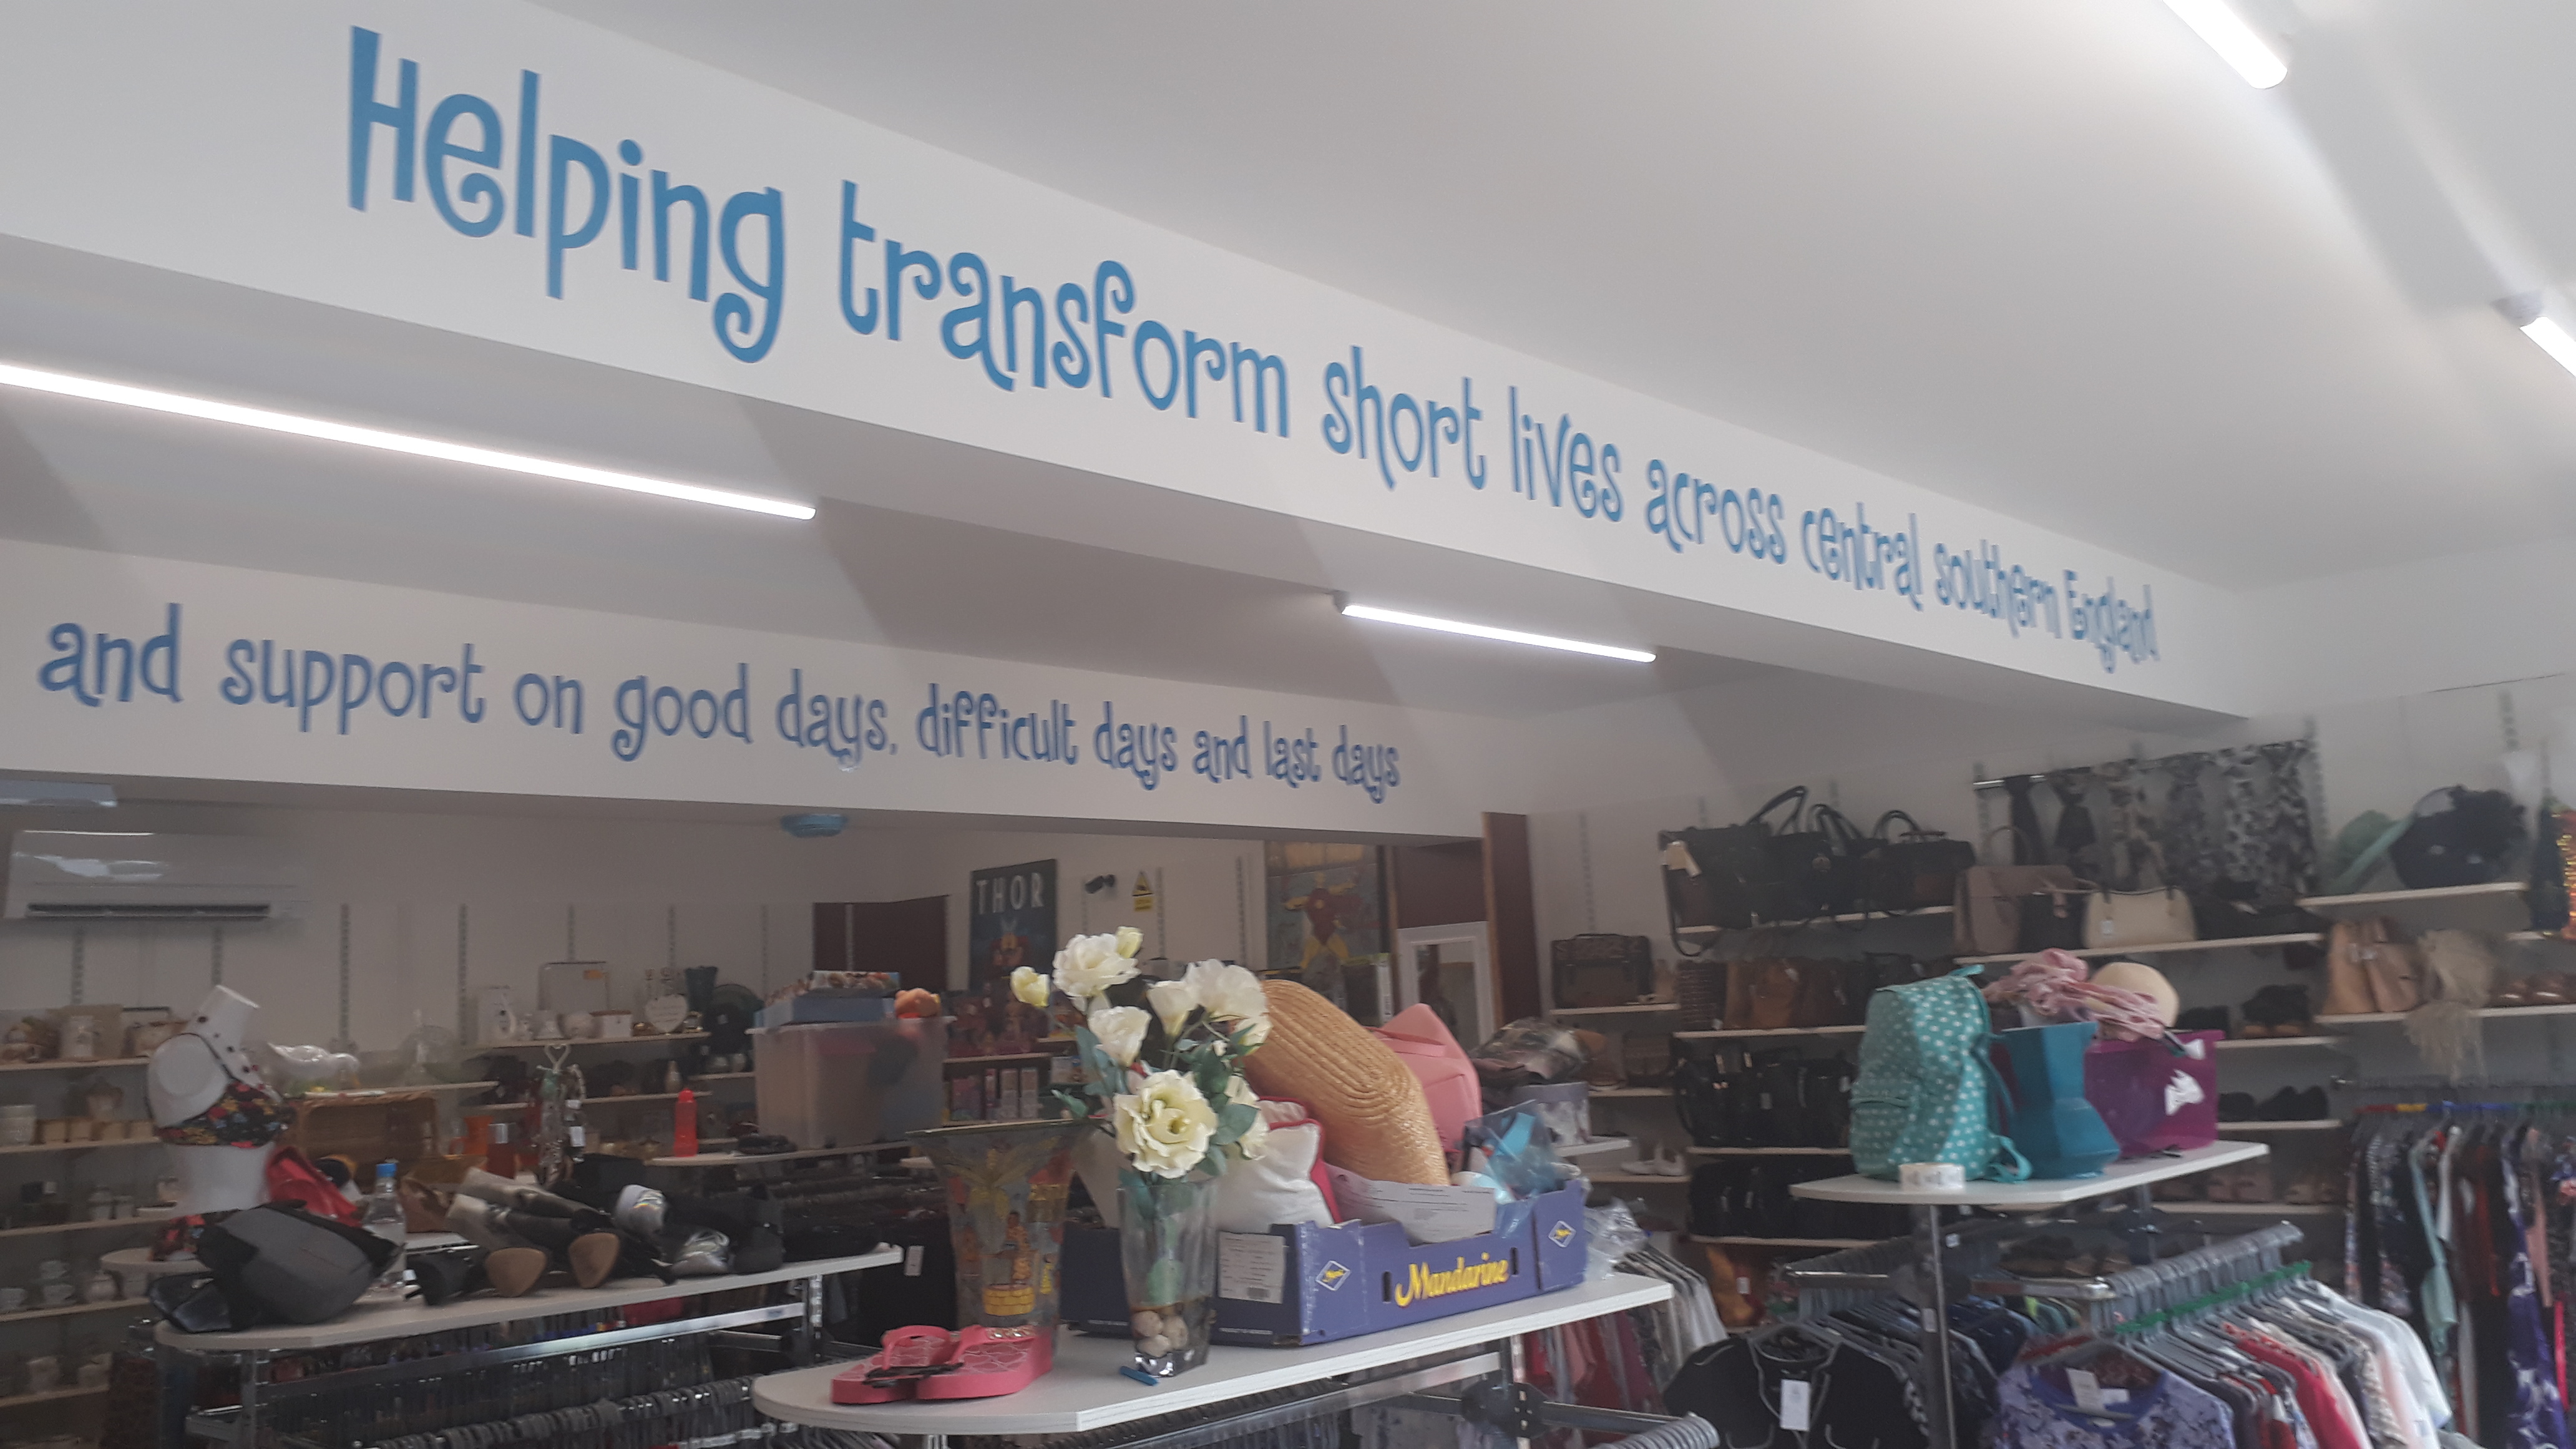 Helping transform short lives across central southern England
and support on good days, difficult days and last days
THOR
Mandarine